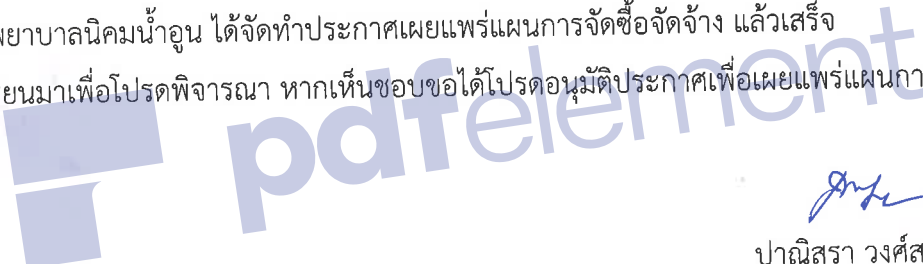 พยาบาลนิคมน้ำอูน ได้จัดทำประกาศเผยแพร่แผนการจัดซื้อจัดจ้าง แล้วเสร็จ
ยนมาเพื่อโปรดพิจารณา หากเห็นชอบขอได้โปรดอนุมัติประกาศเพื่อเผยแพร่แผนกา
pdfelement
ปาณิสรา วงศ์ส